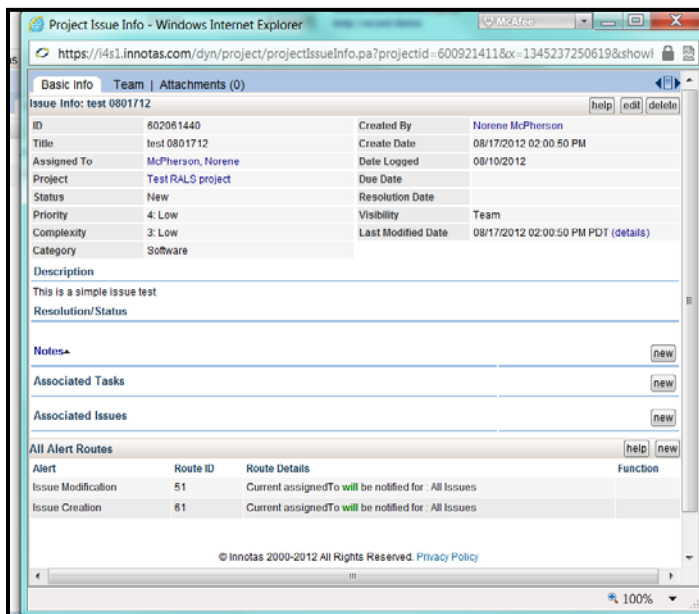 Project Issue Info - Windows Internet Explorer
McAfee
https://i4s1.innotas.com/dyn/project/projectIssueInfo.pa?projectid=600921411&x=1345237250619&showl
Basic Info Team | Attachments (0)
Issue Info: test 0801712 help edit delete
ID 602061440 Created By Norene McPherson
Title test 0801712 Create Date 08/17/2012 02:00:50 PM
Assigned To McPherson, Norene Date Logged 08/10/2012
Project Test RALS project Due Date
Status New Resolution Date
Priority 4: Low Visibility Team
Complexity 3: Low Last Modified Date 08/17/2012 02:00:50 PM PDT (details)
Category Software
Description
This is a simple issue test
Resolution/Status
Notes new
Associated Tasks new
Associated Issues new
All Alert Routes help new
Alert Route ID Route Details Function
Issue Modification 51 Current assignedTo will be notified for : All Issues
Issue Creation 61 Current assignedTo will be notified for : All Issues
© Innotas 2000-2012 All Rights Reserved. Privacy Policy
100%